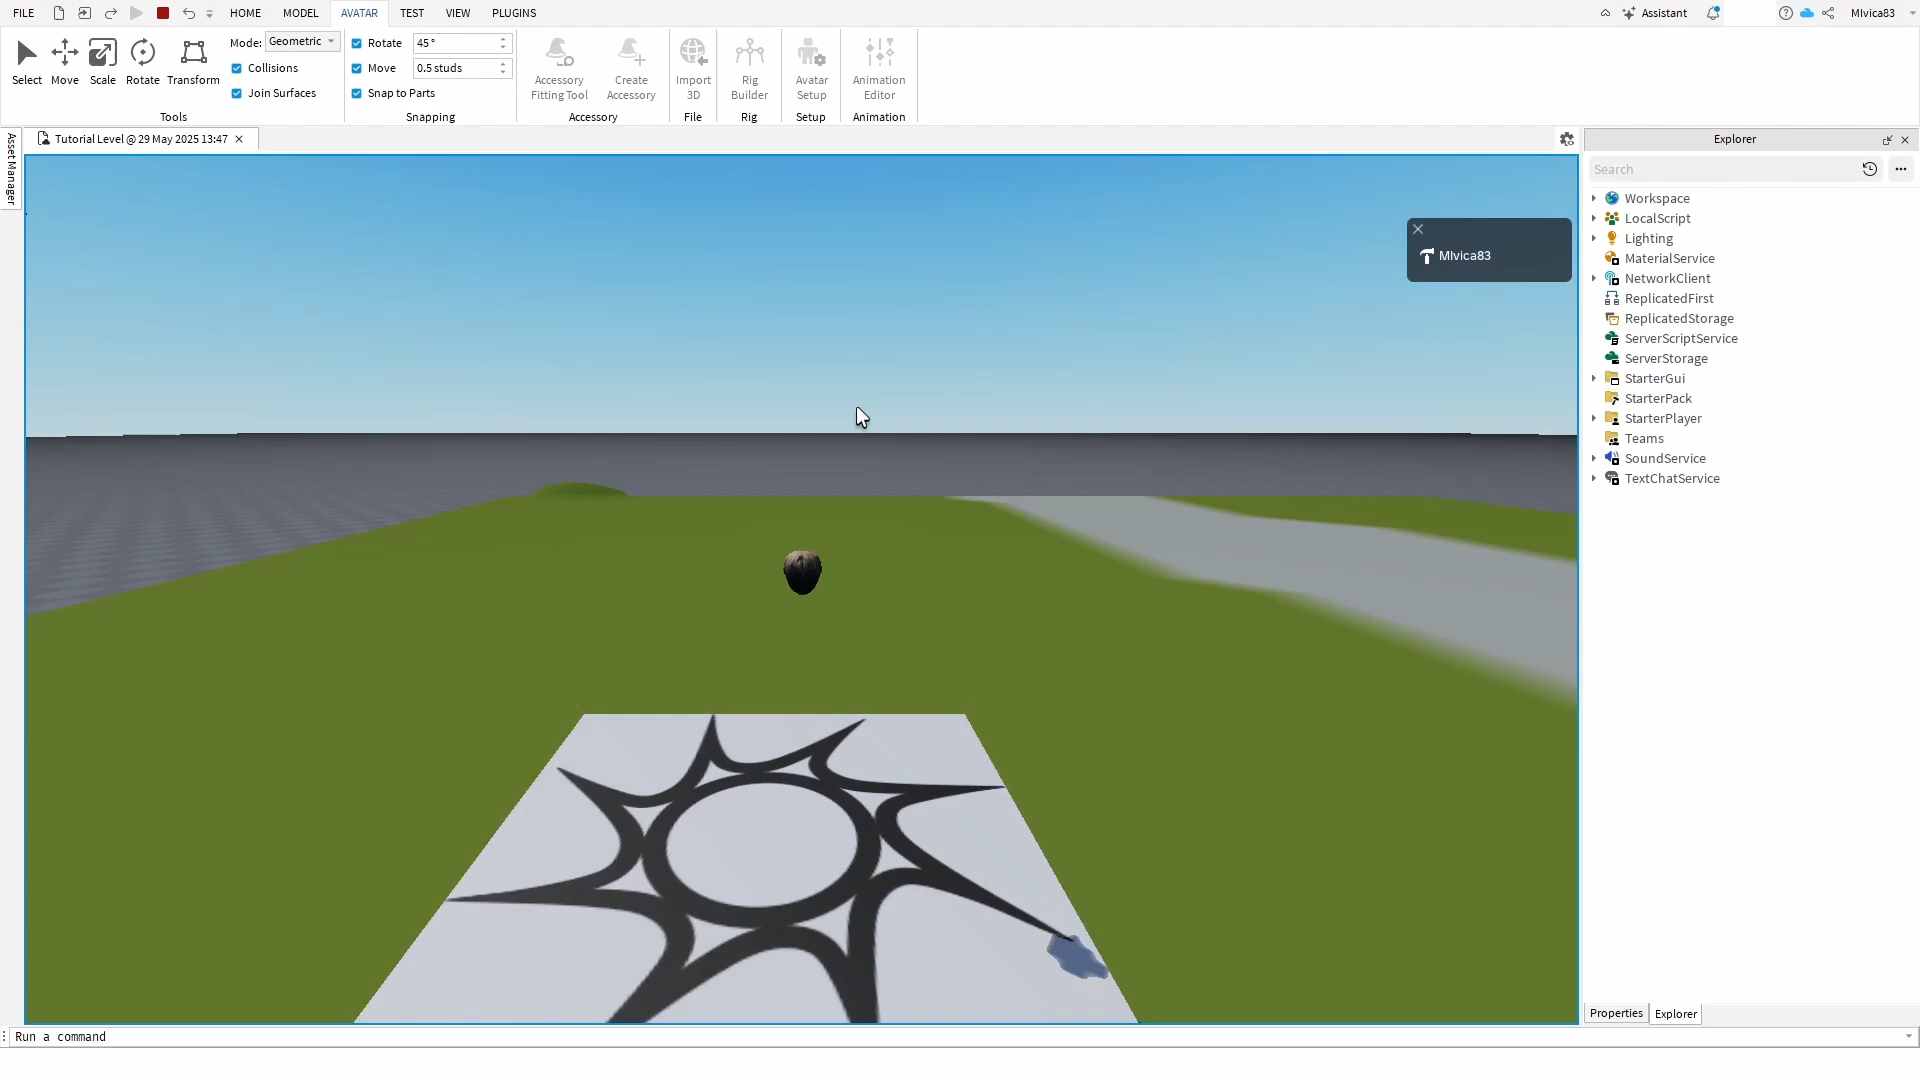 FILE HOME MODEL AVATAR TEST VIEW PLUGINS Assistant MIvica83
Select Move Scale Rotate Transform
Mode: Geometric
Collisions
Join Surfaces
Tools
Rotate 45°
Move 0.5 studs
Snap to Parts
Snapping
Accessory
Fitting Tool
Create
Accessory
Accessory
Import
3D
File
Rig
Builder
Rig
Avatar
Setup
Setup
Animation
Editor
Animation
Asset Manager
Tutorial Level @ 29 May 2025 13:47
MIvica83
Explorer
Search
Workspace
LocalScript
Lighting
MaterialService
NetworkClient
ReplicatedFirst
ReplicatedStorage
ServerScriptService
ServerStorage
StarterGui
StarterPack
StarterPlayer
Teams
SoundService
TextChatService
Properties Explorer
Run a command